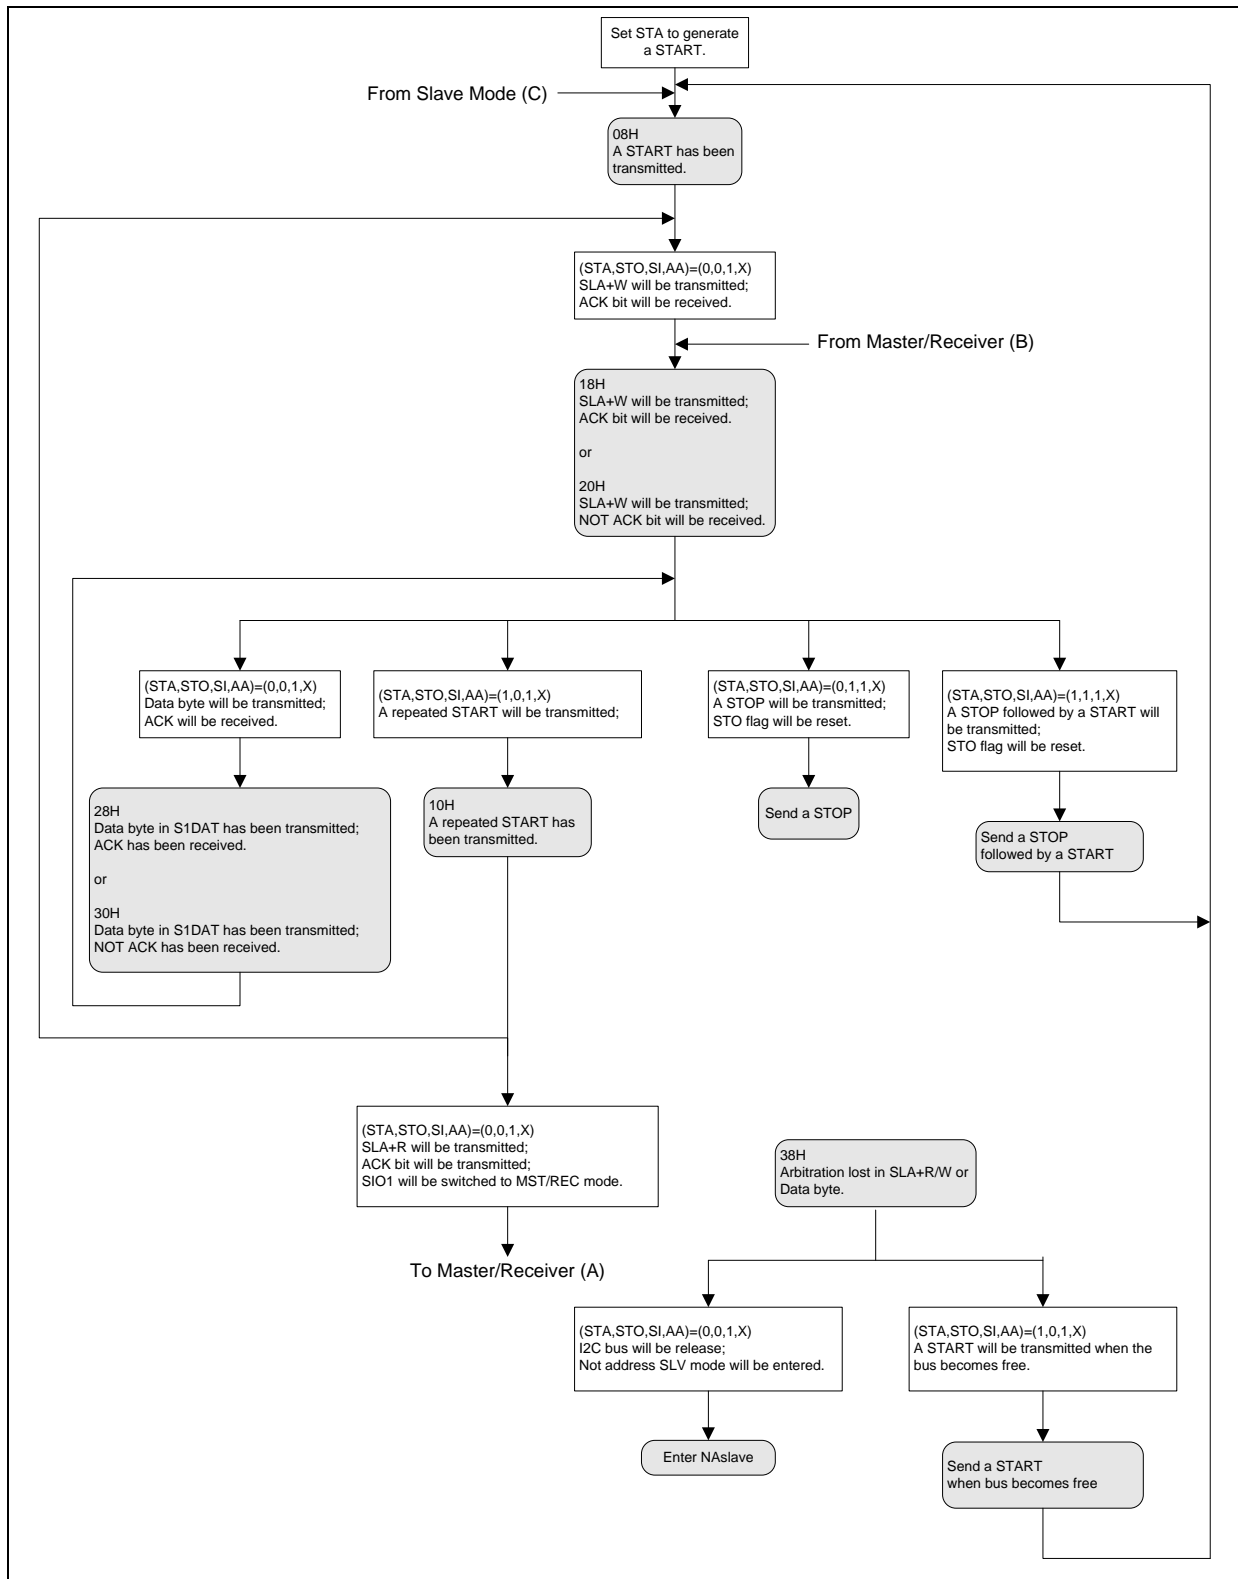 Set STA to generate
a START.
From Slave Mode (C)
08H
A START has been
transmitted.
(STA,STO,SI,AA)=(0,0,1,X)
SLA+W will be transmitted;
ACK bit will be received.
From Master/Receiver (B)
18H
SLA+W will be transmitted;
ACK bit will be received.
or
20H
SLA+W will be transmitted;
NOT ACK bit will be received.
(STA,STO,SI,AA)=(0,0,1,X)
Data byte will be transmitted;
ACK will be received.
(STA,STO,SI,AA)=(1,0,1,X)
A repeated START will be transmitted;
(STA,STO,SI,AA)=(0,1,1,X)
A STOP will be transmitted;
STO flag will be reset.
(STA,STO,SI,AA)=(1,1,1,X)
A STOP followed by a START will
be transmitted;
STO flag will be reset.
28H
Data byte in S1DAT has been transmitted;
ACK has been received.
or
30H
Data byte in S1DAT has been transmitted;
NOT ACK has been received.
10H
A repeated START has
been transmitted.
Send a STOP
Send a STOP
followed by a START
(STA,STO,SI,AA)=(0,0,1,X)
SLA+R will be transmitted;
ACK bit will be transmitted;
SIO1 will be switched to MST/REC mode.
To Master/Receiver (A)
38H
Arbitration lost in SLA+R/W or
Data byte.
(STA,STO,SI,AA)=(0,0,1,X)
I2C bus will be release;
Not address SLV mode will be entered.
(STA,STO,SI,AA)=(1,0,1,X)
A START will be transmitted when the
bus becomes free.
Enter NAslave
Send a START
when bus becomes free